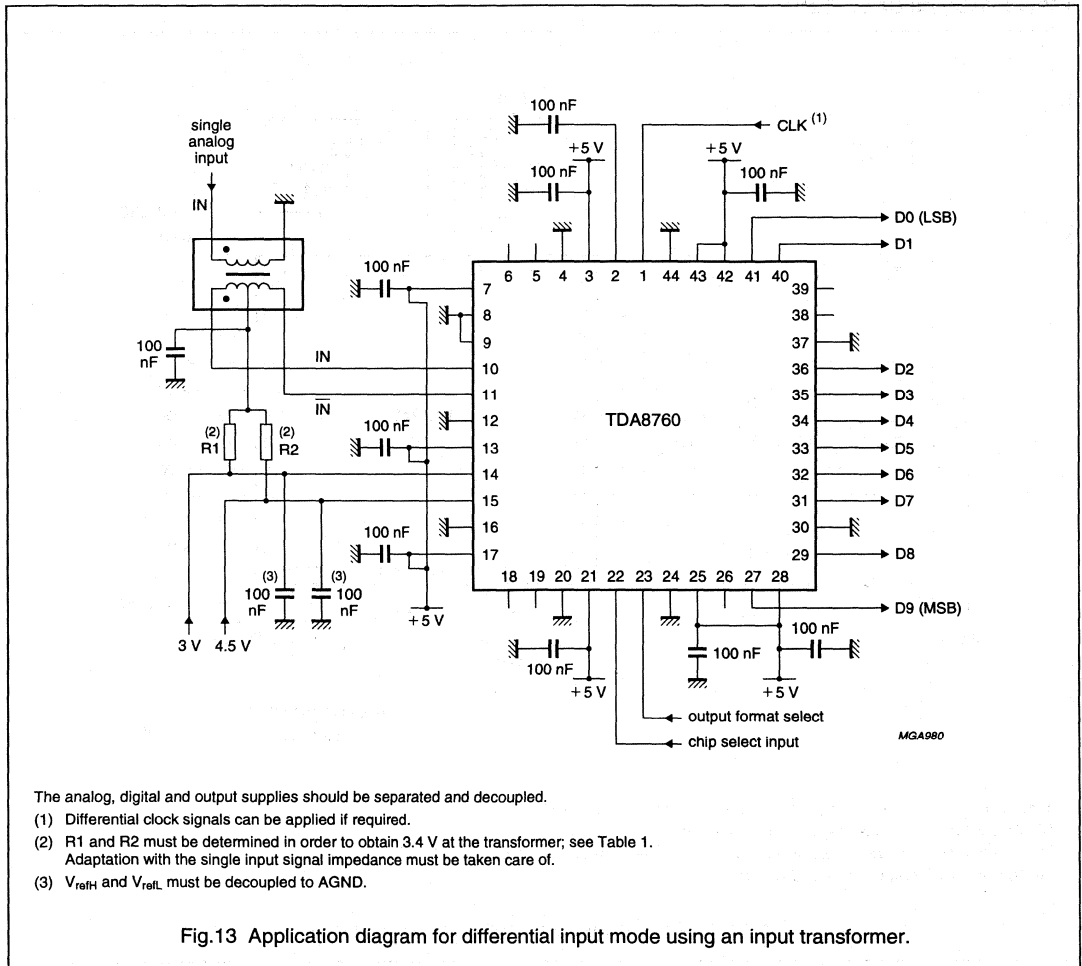 single
analog
input
IN
100 nF
CLK (1)
+5 V
100 nF
+5 V
100 nF
D0 (LSB)
D1
6 5 4 3 2 1 44 43 42 41 40
100 nF
7
8
9
100
nF
IN
10
IN
11
12
(2)
R1
(2)
R2
100 nF
13
14
15
16
100 nF
17
TDA8760
39
38
37
36 D2
35 D3
34 D4
33 D5
32 D6
31 D7
30
29 D8
18 19 20 21 22 23 24 25 26 27 28
(3)
100
nF
(3)
100
nF
+5 V
3 V 4.5 V
D9 (MSB)
100 nF
100 nF
100 nF
+5 V
+5 V
output format select
chip select input
MGA980
The analog, digital and output supplies should be separated and decoupled.
(1) Differential clock signals can be applied if required.
(2) R1 and R2 must be determined in order to obtain 3.4 V at the transformer; see Table 1.
Adaptation with the single input signal impedance must be taken care of.
(3) VrefH and VrefL must be decoupled to AGND.
Fig.13 Application diagram for differential input mode using an input transformer.